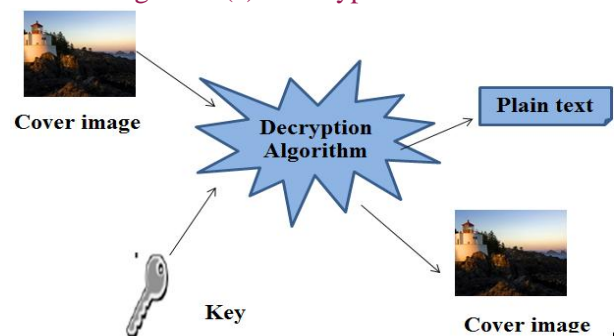 Cover image
Decryption
Algorithm
Plain text
Key
Cover image